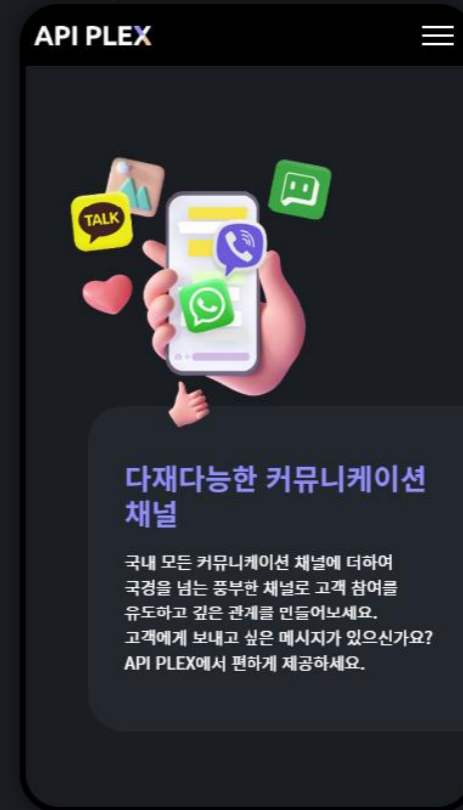 API PLEX
TALK
다재다능한 커뮤니케이션
채널
국내 모든 커뮤니케이션 채널에 더하여
국경을 넘는 풍부한 채널로 고객 참여를
유도하고 깊은 관계를 만들어보세요.
고객에게 보내고 싶은 메시지가 있으신가요?
API PLEX에서 편하게 제공하세요.